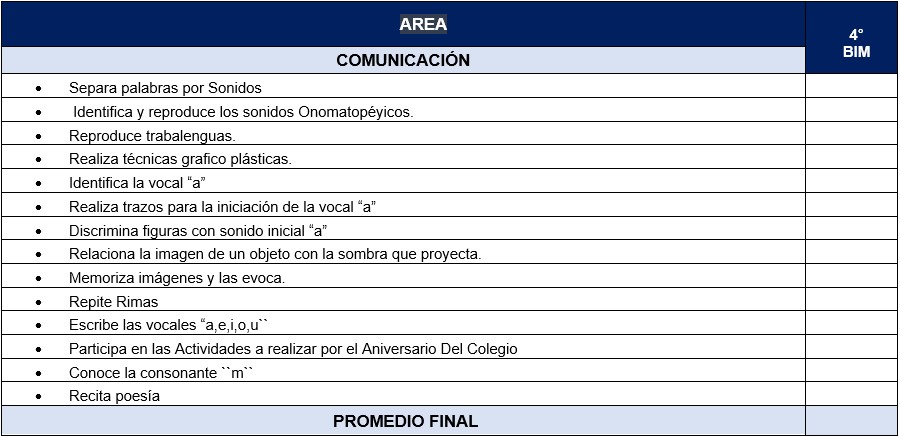 AREA
4°
BIM
COMUNICACIÓN
• Separa palabras por Sonidos
• Identifica y reproduce los sonidos Onomatopéyicos.
• Reproduce trabalenguas.
• Realiza técnicas grafico plásticas.
• Identifica la vocal “a”
• Realiza trazos para la iniciación de la vocal “a”
• Discrimina figuras con sonido inicial “a”
• Relaciona la imagen de un objeto con la sombra que proyecta.
• Memoriza imágenes y las evoca.
• Repite Rimas
• Escribe las vocales “a,e,i,o,u``
• Participa en las Actividades a realizar por el Aniversario Del Colegio
• Conoce la consonante ``m``
• Recita poesía
PROMEDIO FINAL